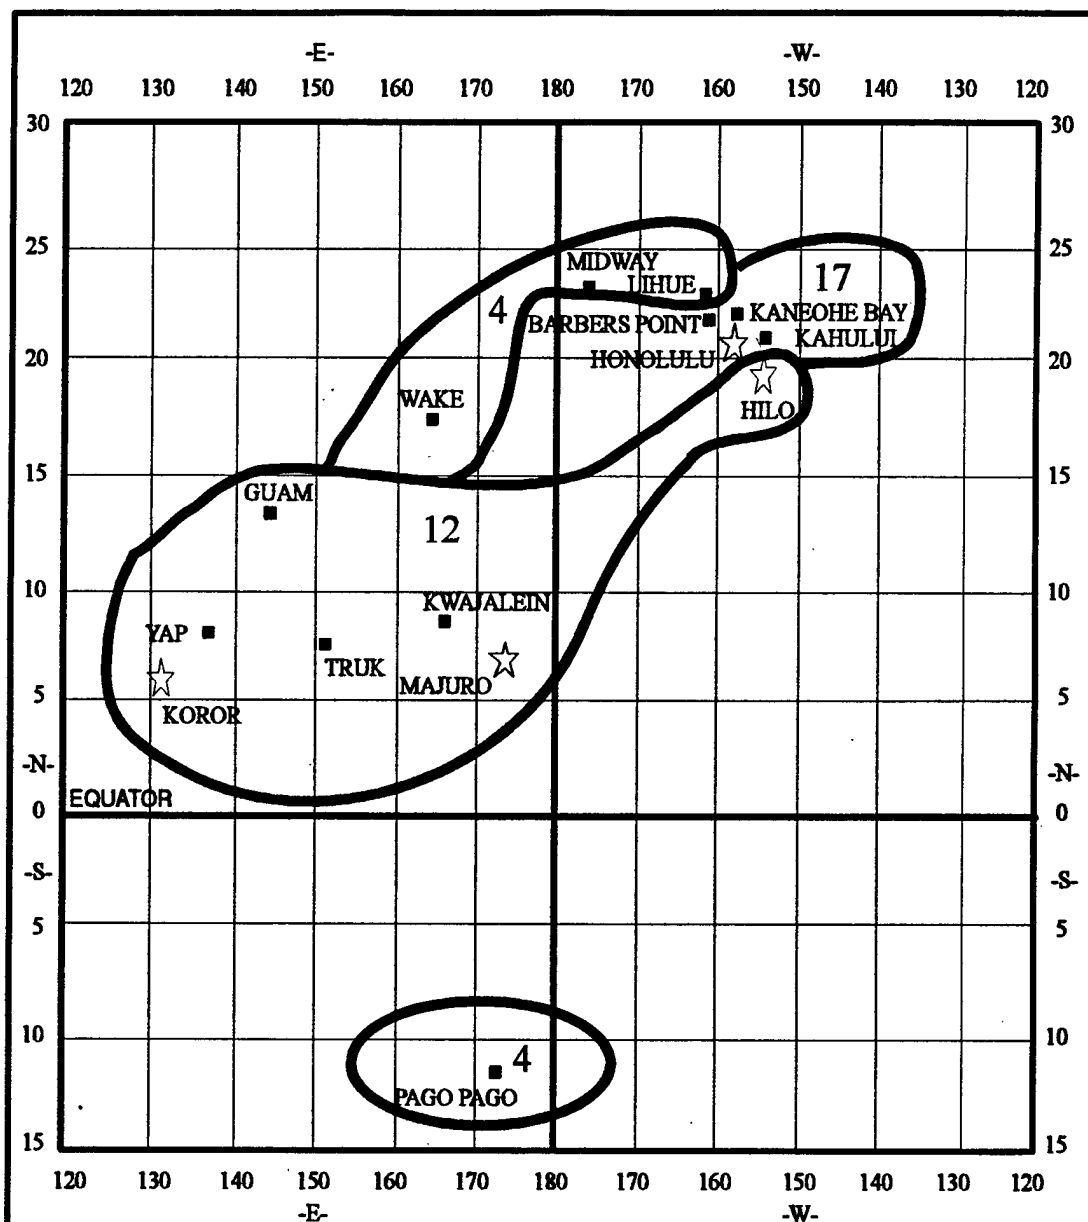 -E- -W-
120 130 140 150 160 170 180 170 160 150 140 130 120
30 30
25 25
MIDWAY
17
LIHUE
4
KANEOHE BAY
BARBERS POINT
KAHULUI
HONOLULU
20 20
WAKE
HILO
15 15
GUAM
12
10 10
KWAJALEIN
YAP
TRUK
MAJURO
5 5
KOROR
-N- -N-
EQUATOR
0 0
-S- -S-
5 5
10 10
4
PAGO PAGO
15 15
120 130 140 150 160 170 180 170 160 150 140 130 120
-E- -W-